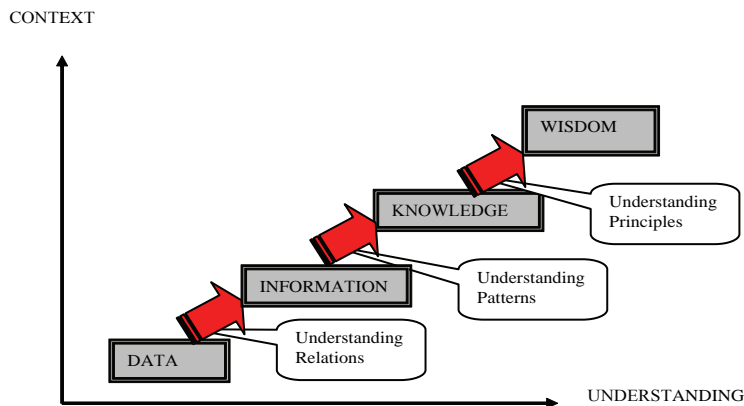 CONTEXT
WISDOM
Understanding
Principles
KNOWLEDGE
Understanding
Patterns
INFORMATION
Understanding
Relations
DATA
UNDERSTANDING